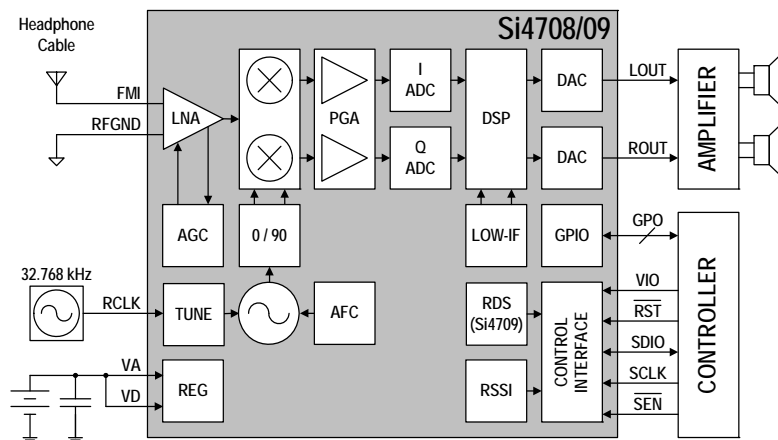 Headphone
Cable
Si4708/09
FMI
RFGND
LNA
PGA
I
ADC
Q
ADC
DSP
DAC
DAC
LOUT
ROUT
AMPLIFIER
AGC
0 / 90
LOW-IF
GPIO
GPO
32.768 kHz
RCLK
TUNE
AFC
RDS
(Si4709)
CONTROL
INTERFACE
VIO
RST
SDIO
SCLK
SEN
CONTROLLER
VA
VD
REG
RSSI